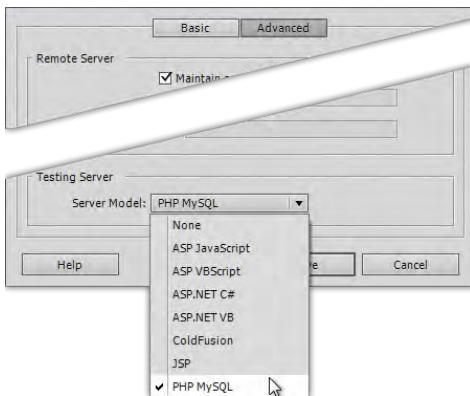 Basic Advanced
Remote Server
Maintain
Testing Server
Server Model: PHP MySQL
None
ASP JavaScript
Help ASP VBScript Cancel
ASP.NET C#
ASP.NET VB
ColdFusion
JSP
PHP MySQL